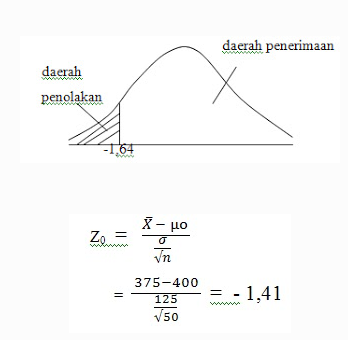 daerah penerimaan
daerah
penolakan
-1,64
Z₀ = (X̄ − μo) / (σ / √n)
= (375−400) / (125 / √50) = - 1,41